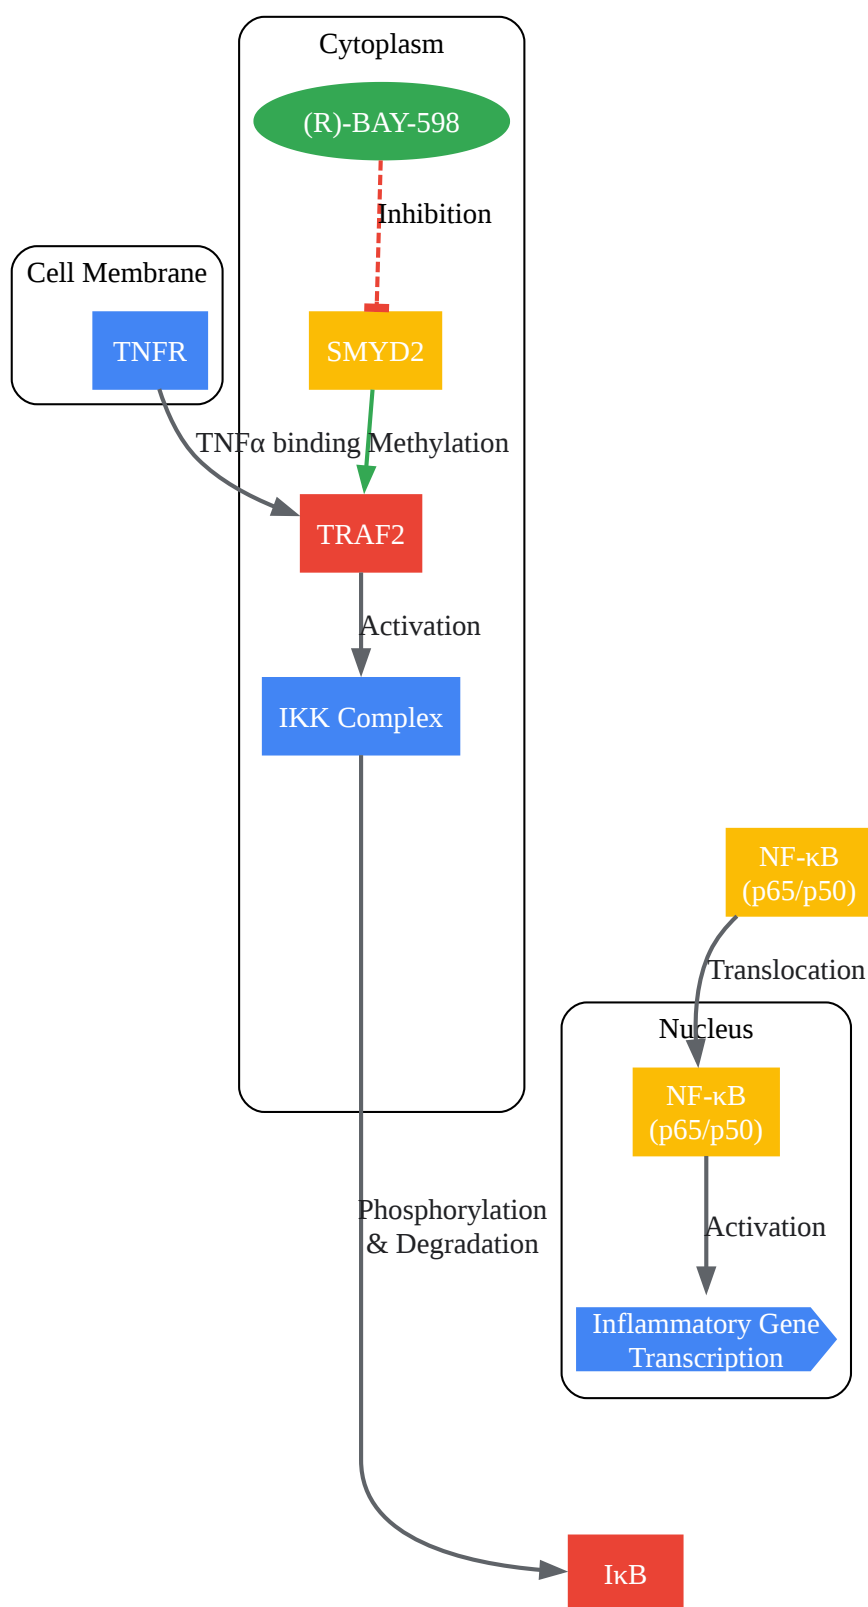 Cytoplasm
(R)-BAY-598
Inhibition
Cell Membrane
TNFR
SMYD2
TNFα binding
Methylation
TRAF2
Activation
IKK Complex
NF-κB
(p65/p50)
Translocation
Nucleus
NF-κB
(p65/p50)
Phosphorylation
& Degradation
Activation
Inflammatory Gene
Transcription
IκB